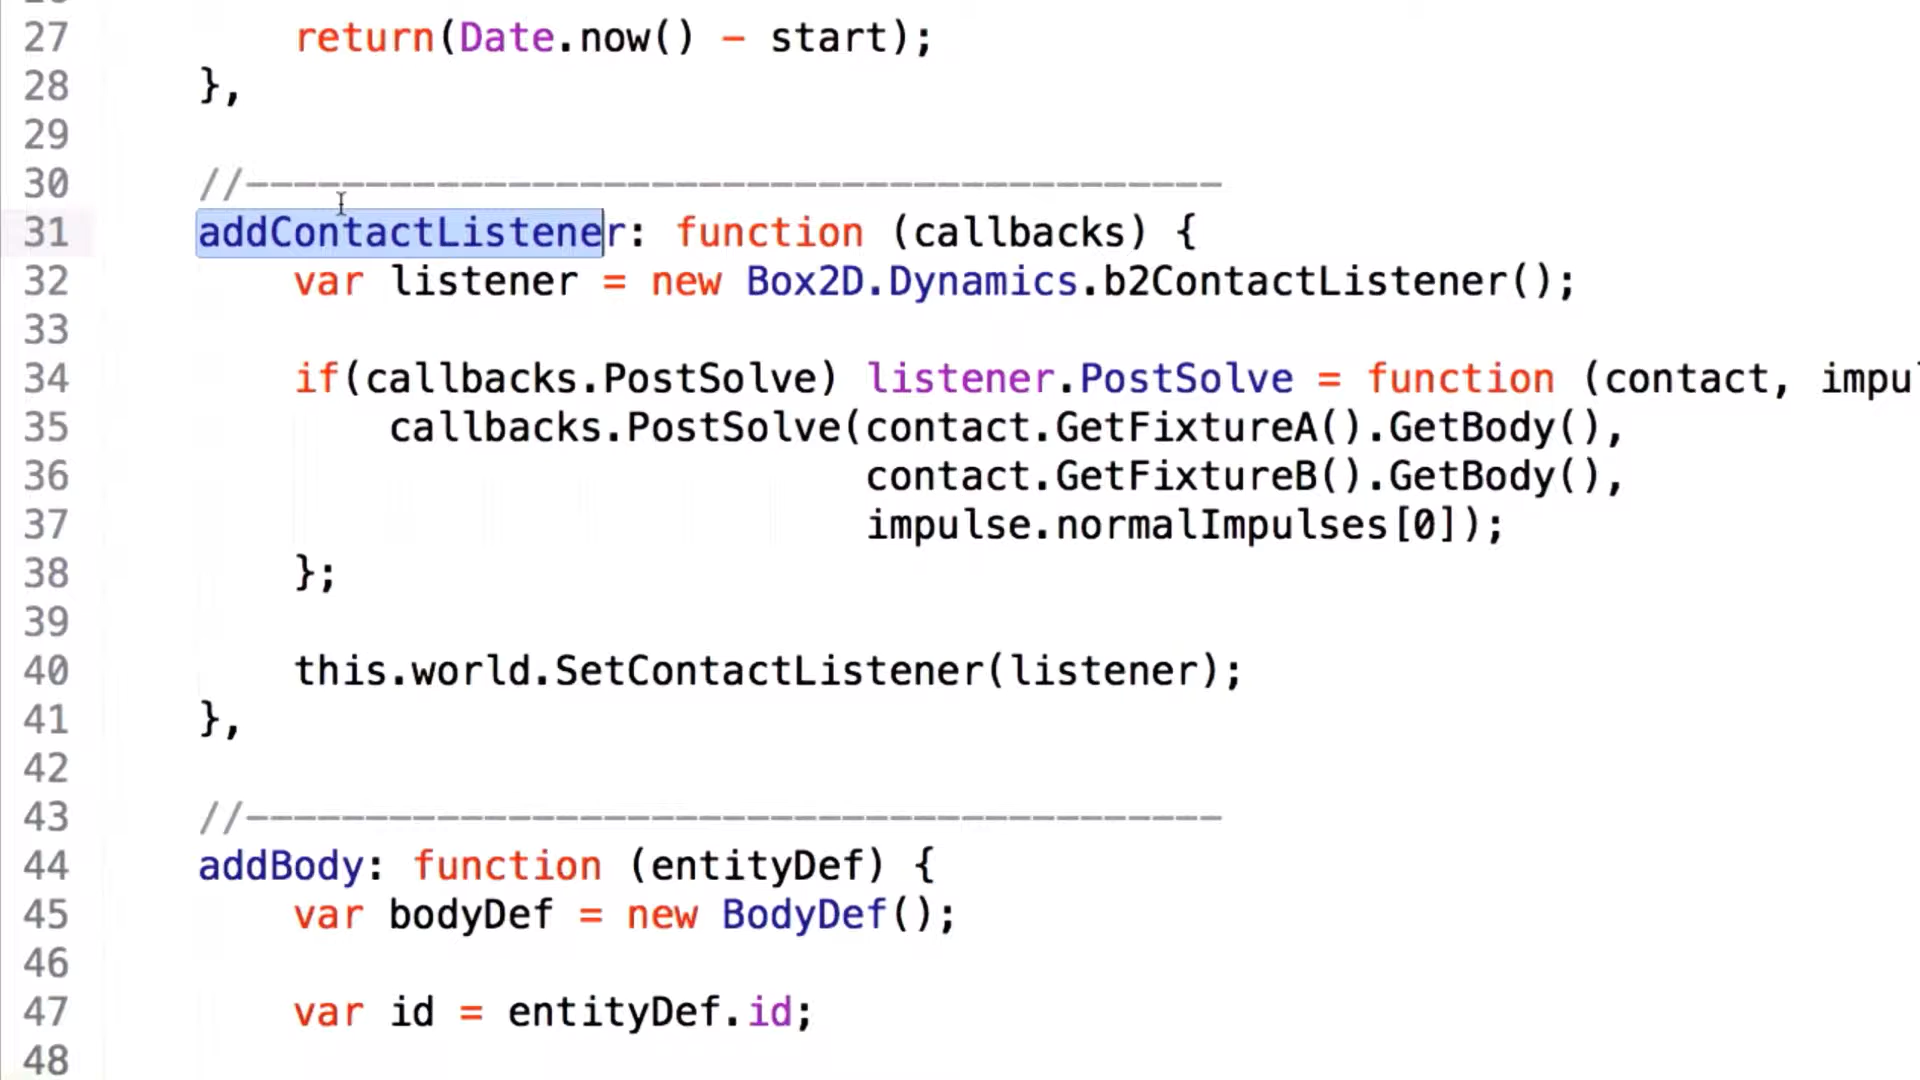 27 return(Date.now() - start);
28 },
29
30 //-----------------------------------------
31 addContactListener: function (callbacks) {
32 var listener = new Box2D.Dynamics.b2ContactListener();
33
34 if(callbacks.PostSolve) listener.PostSolve = function (contact, impu
35 callbacks.PostSolve(contact.GetFixtureA().GetBody(),
36 contact.GetFixtureB().GetBody(),
37 impulse.normalImpulses[0]);
38 };
39
40 this.world.SetContactListener(listener);
41 },
42
43 //-----------------------------------------
44 addBody: function (entityDef) {
45 var bodyDef = new BodyDef();
46
47 var id = entityDef.id;
48